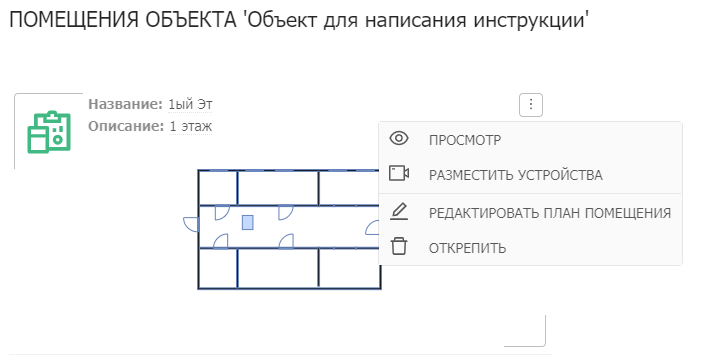 ПОМЕЩЕНИЯ ОБЪЕКТА 'Объект для написания инструкции'
Название: 1ый Эт
Описание: 1 этаж
ПРОСМОТР
РАЗМЕСТИТЬ УСТРОЙСТВА
РЕДАКТИРОВАТЬ ПЛАН ПОМЕЩЕНИЯ
ОТКРЕПИТЬ